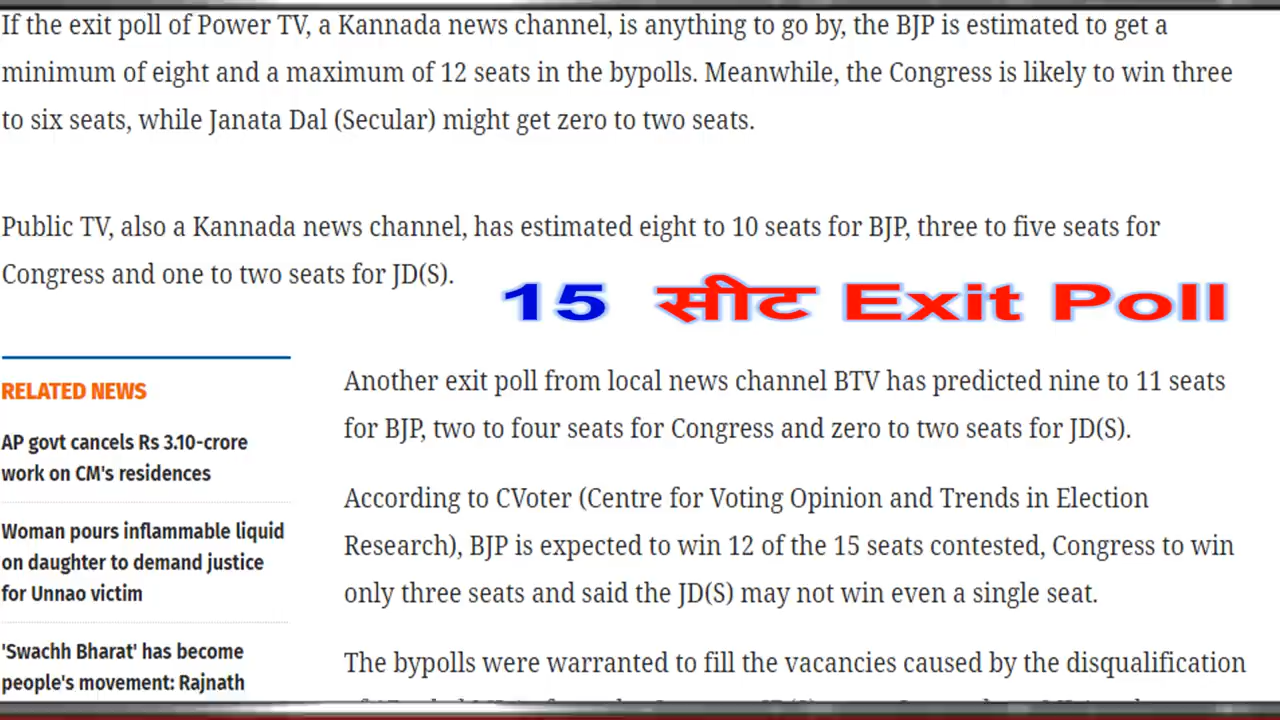 If the exit poll of Power TV, a Kannada news channel, is anything to go by, the BJP is estimated to get a
minimum of eight and a maximum of 12 seats in the bypolls. Meanwhile, the Congress is likely to win three
to six seats, while Janata Dal (Secular) might get zero to two seats.
Public TV, also a Kannada news channel, has estimated eight to 10 seats for BJP, three to five seats for
Congress and one to two seats for JD(S).
15 सीट Exit Poll
RELATED NEWS
AP govt cancels Rs 3.10-crore
work on CM's residences
Woman pours inflammable liquid
on daughter to demand justice
for Unnao victim
'Swachh Bharat' has become
people's movement: Rajnath
Another exit poll from local news channel BTV has predicted nine to 11 seats
for BJP, two to four seats for Congress and zero to two seats for JD(S).
According to CVoter (Centre for Voting Opinion and Trends in Election
Research), BJP is expected to win 12 of the 15 seats contested, Congress to win
only three seats and said the JD(S) may not win even a single seat.
The bypolls were warranted to fill the vacancies caused by the disqualification